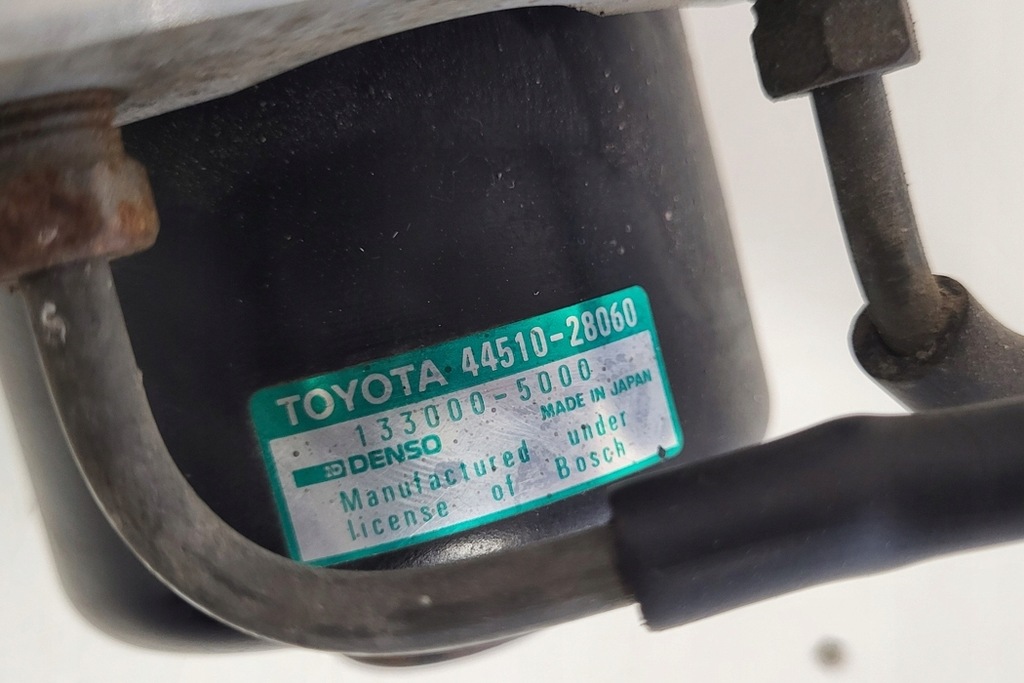 TOYOTA 44510-28060
133000-5000
DENSO MADE IN JAPAN
Manufactured under
license of Bosch